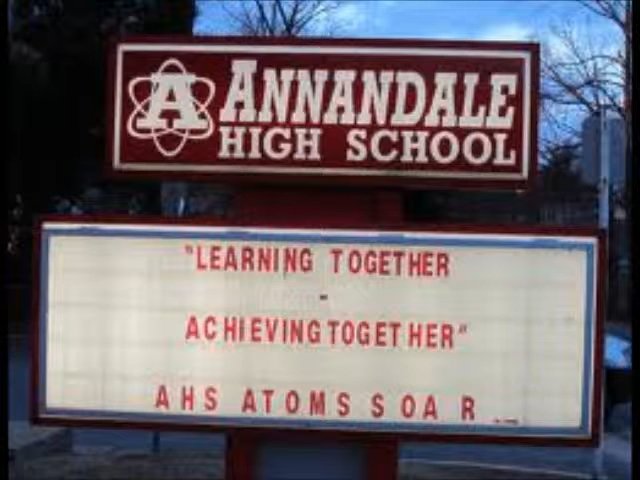 A ANNANDALE
HIGH SCHOOL
"LEARNING TOGETHER
-
ACHIEVING TOGETHER"
AHS ATOMS SOAR